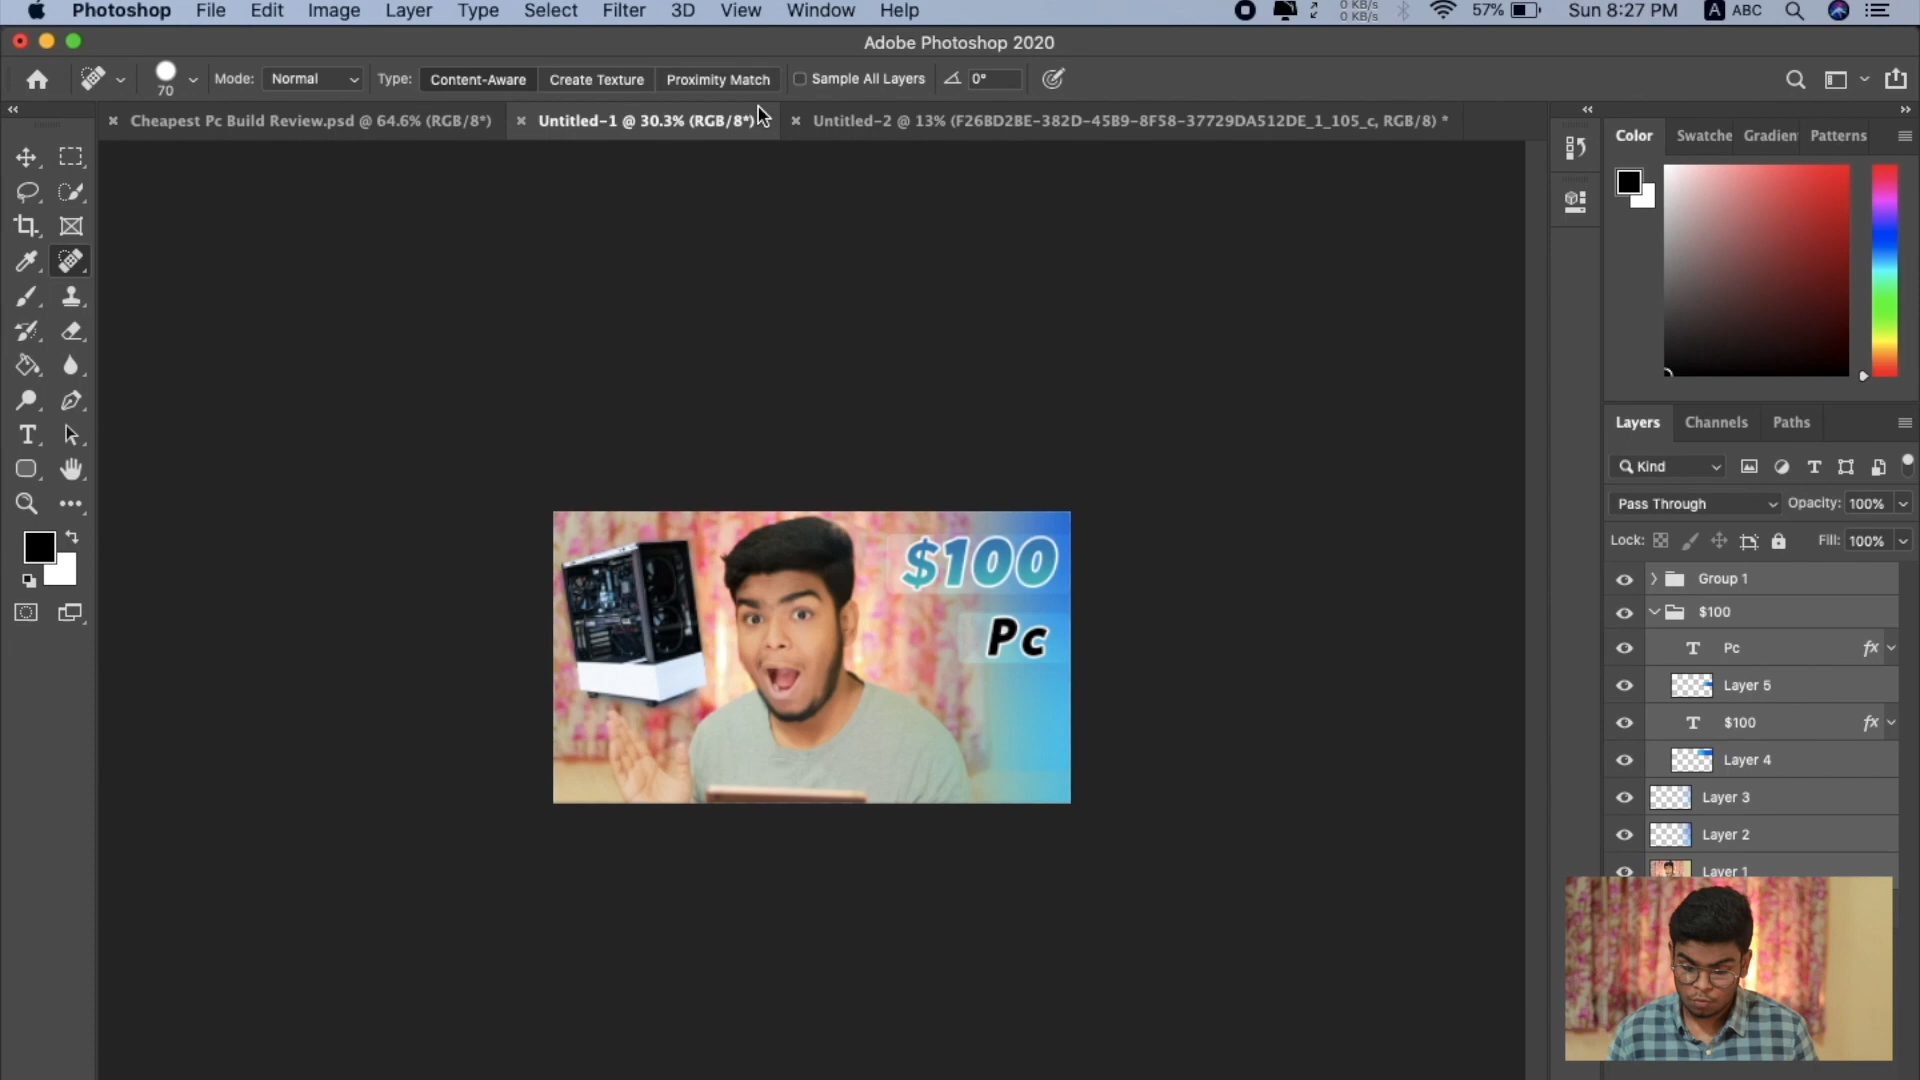 Photoshop File Edit Image Layer Type Select Filter 3D View Window Help 0 KB/s 0 KB/s 57% Sun 8:27 PM A ABC
Adobe Photoshop 2020
70 Mode: Normal Type: Content-Aware Create Texture Proximity Match Sample All Layers 0°
Cheapest Pc Build Review.psd @ 64.6% (RGB/8*) Untitled-1 @ 30.3% (RGB/8*) Untitled-2 @ 13% (F26BD2BE-382D-45B9-8F58-37729DA512DE_1_105_c, RGB/8) *
Color Swatche Gradien Patterns
Layers Channels Paths
Kind
Pass Through Opacity: 100%
Lock: Fill: 100%
Group 1
$100
Pc fx
Layer 5
$100 fx
Layer 4
Layer 3
Layer 2
Layer 1
$100
Pc